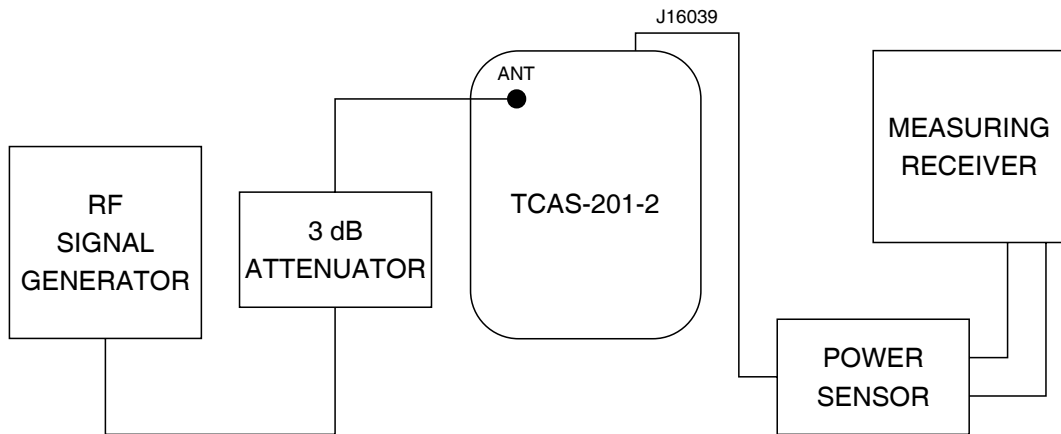 J16039
ANT
MEASURING
RECEIVER
RF
SIGNAL
GENERATOR
3 dB
ATTENUATOR
TCAS-201-2
POWER
SENSOR